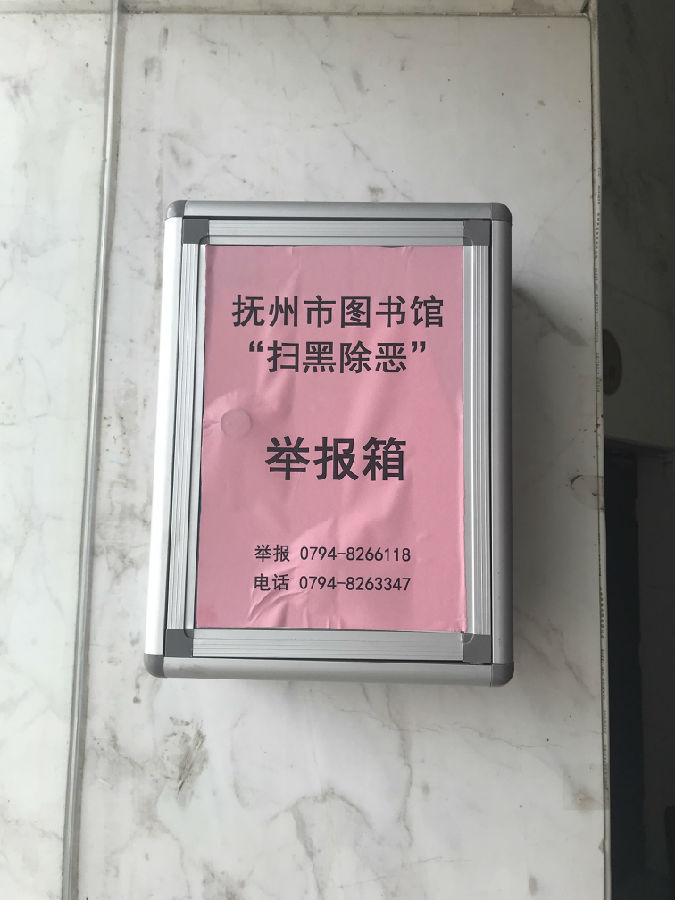 抚州市图书馆
“扫黑除恶”
举报箱
举报 0794-8266118
电话 0794-8263347